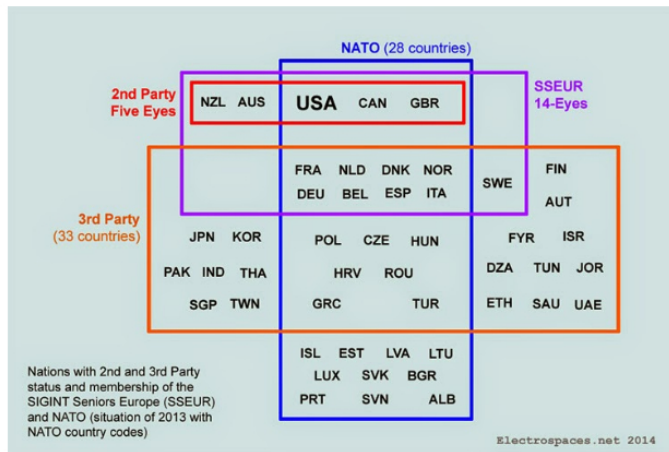 NATO (28 countries)
2nd Party
Five Eyes
NZL AUS USA CAN GBR
SSEUR
14-Eyes
FRA NLD DNK NOR
DEU BEL ESP ITA
SWE
FIN
AUT
3rd Party
(33 countries)
JPN KOR
POL CZE HUN
FYR ISR
PAK IND THA
HRV ROU
DZA TUN JOR
SGP TWN
GRC TUR
ETH SAU UAE
ISL EST LVA LTU
LUX SVK BGR
PRT SVN ALB
Nations with 2nd and 3rd Party
status and membership of the
SIGINT Seniors Europe (SSEUR)
and NATO (situation of 2013 with
NATO country codes)
Electrospaces.net 2014